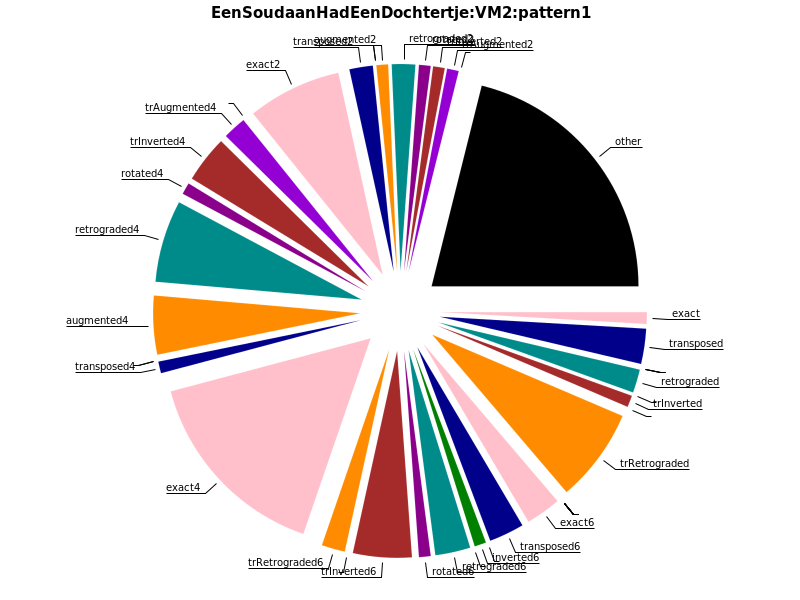 EenSoudaanHadEenDochtertje:VM2:pattern1
augmented2
transposed2
retrograded2
trAugmented2
exact2
other
trAugmented4
trInverted4
rotated4
retrograded4
augmented4
transposed4
exact4
exact
transposed
retrograded
trInverted
trRetrograded
exact6
transposed6
inverted6
retrograded6
rotated6
trInverted6
trRetrograded6